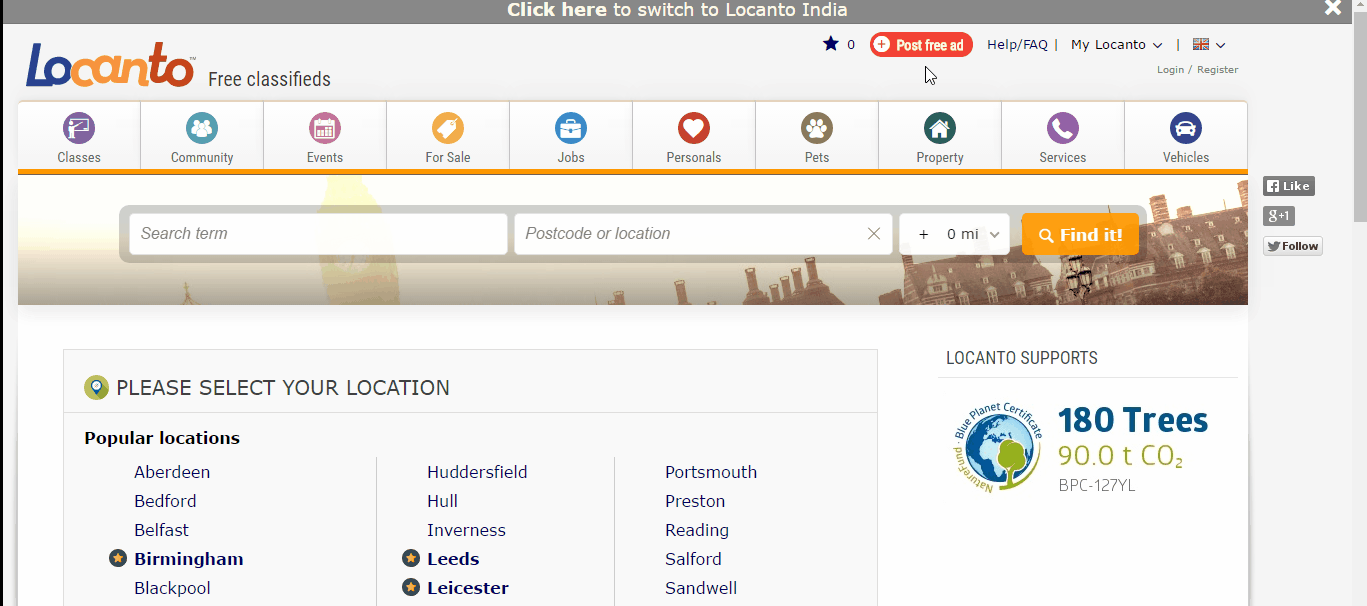 Click here to switch to Locanto India
Locanto™ Free classifieds
0 Post free ad Help/FAQ | My Locanto |
Login / Register
Classes Community Events For Sale Jobs Personals Pets Property Services Vehicles
Search term Postcode or location + 0 mi Find it!
Like
g+1
Follow
PLEASE SELECT YOUR LOCATION
Popular locations
Aberdeen Huddersfield Portsmouth
Bedford Hull Preston
Belfast Inverness Reading
Birmingham Leeds Salford
Blackpool Leicester Sandwell
LOCANTO SUPPORTS
Blue Planet Certificate
NatureFund
180 Trees
90.0 t CO₂
BPC-127YL